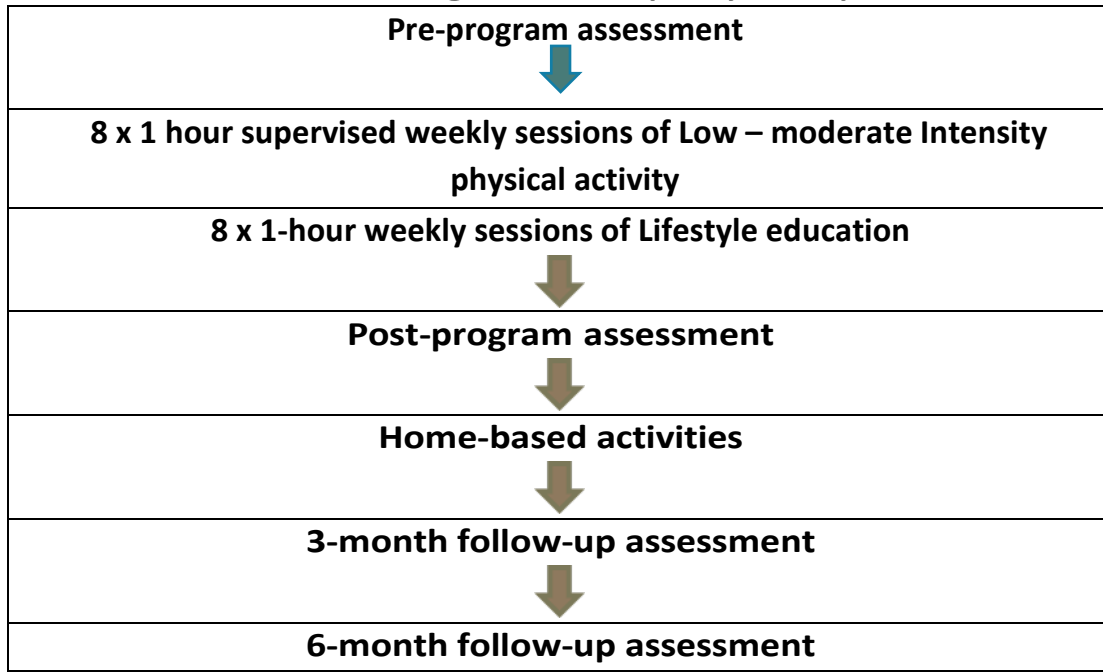 Pre-program assessment
8 x 1 hour supervised weekly sessions of Low – moderate Intensity
physical activity
8 x 1-hour weekly sessions of Lifestyle education
Post-program assessment
Home-based activities
3-month follow-up assessment
6-month follow-up assessment